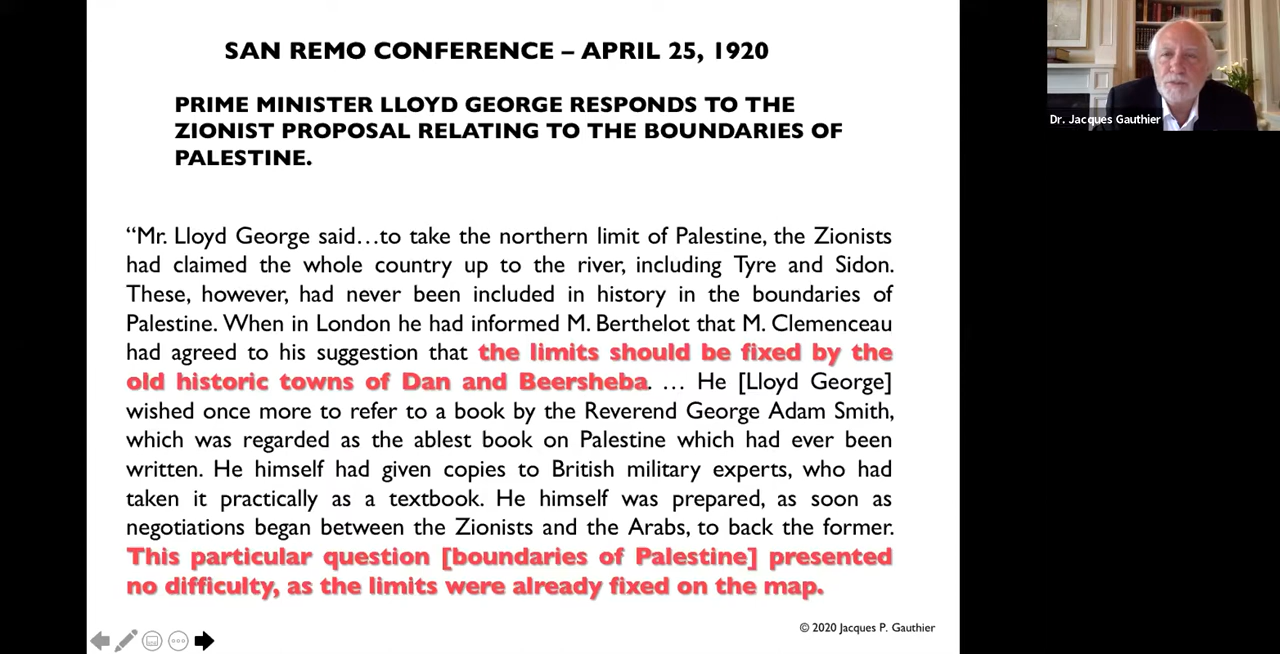 SAN REMO CONFERENCE – APRIL 25, 1920
PRIME MINISTER LLOYD GEORGE RESPONDS TO THE
ZIONIST PROPOSAL RELATING TO THE BOUNDARIES OF
PALESTINE.
“Mr. Lloyd George said…to take the northern limit of Palestine, the Zionists
had claimed the whole country up to the river, including Tyre and Sidon.
These, however, had never been included in history in the boundaries of
Palestine. When in London he had informed M. Berthelot that M. Clemenceau
had agreed to his suggestion that the limits should be fixed by the
old historic towns of Dan and Beersheba. … He [Lloyd George]
wished once more to refer to a book by the Reverend George Adam Smith,
which was regarded as the ablest book on Palestine which had ever been
written. He himself had given copies to British military experts, who had
taken it practically as a textbook. He himself was prepared, as soon as
negotiations began between the Zionists and the Arabs, to back the former.
This particular question [boundaries of Palestine] presented
no difficulty, as the limits were already fixed on the map.
© 2020 Jacques P. Gauthier
Dr. Jacques Gauthier